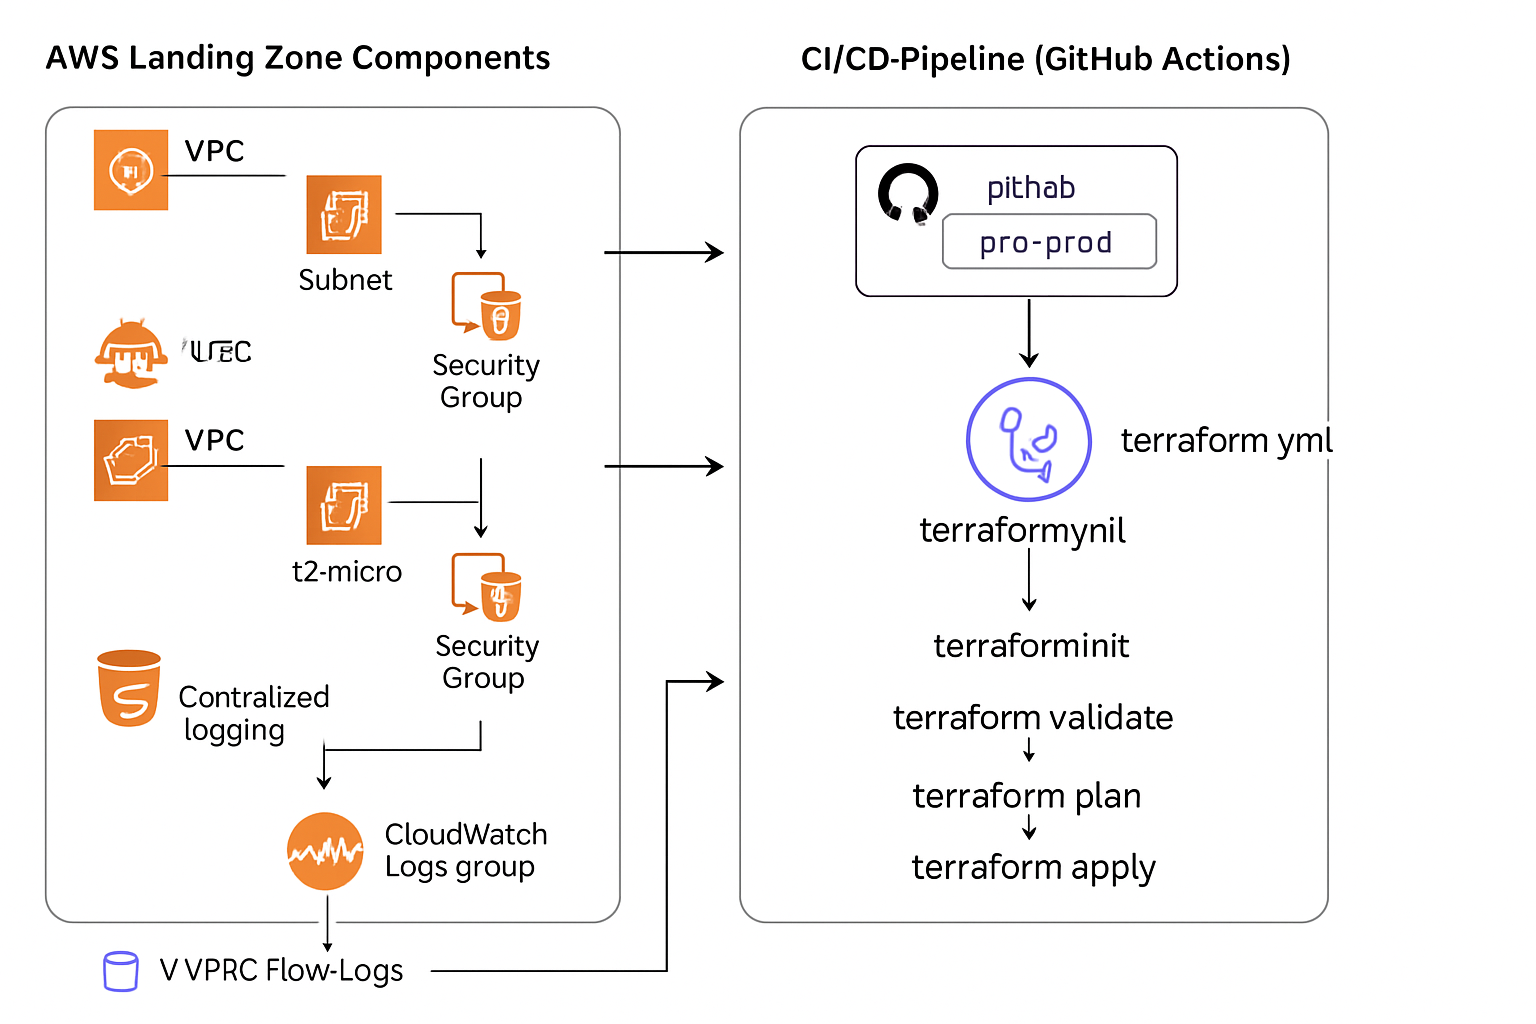 AWS Landing Zone Components
VPC
Subnet
Security
Group
VPC
t2-micro
Security
Group
Contralized
logging
CloudWatch
Logs group
V VPRC Flow-Logs
CI/CD-Pipeline (GitHub Actions)
pithab
pro-prod
terraform yml
terraformynil
terraforminit
terraform validate
terraform plan
terraform apply